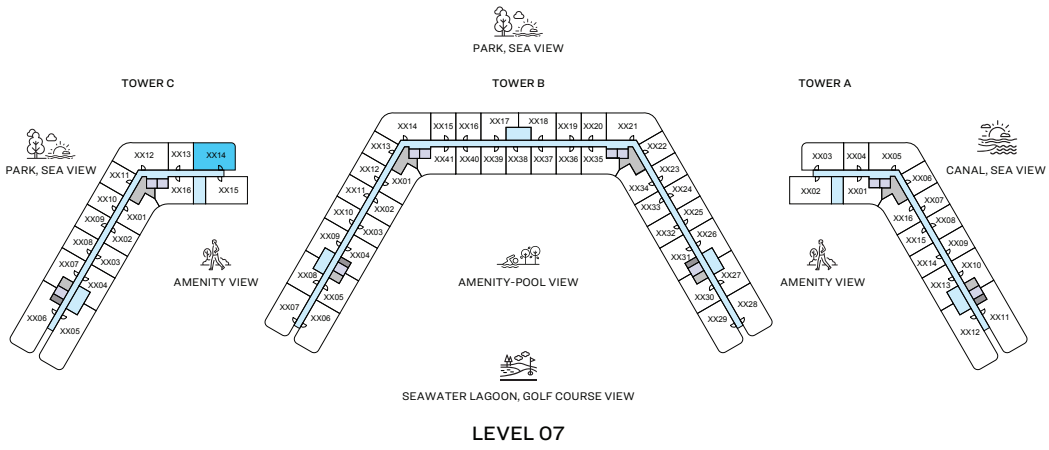 PARK, SEA VIEW
TOWER C
TOWER B
TOWER A
PARK, SEA VIEW
CANAL, SEA VIEW
XX12
XX13
XX14
XX11
XX16
XX15
XX10
XX01
XX09
XX02
XX08
XX03
XX07
XX04
XX06
XX05
AMENITY VIEW
XX14
XX15
XX16
XX17
XX18
XX19
XX20
XX21
XX13
XX41
XX40
XX39
XX38
XX37
XX36
XX35
XX22
XX12
XX01
XX34
XX23
XX11
XX02
XX33
XX24
XX10
XX03
XX32
XX25
XX09
XX04
XX31
XX26
XX08
XX05
XX30
XX27
XX07
XX06
XX29
XX28
AMENITY-POOL VIEW
XX03
XX04
XX05
XX02
XX01
XX06
XX16
XX07
XX15
XX08
XX14
XX09
XX13
XX10
XX12
XX11
AMENITY VIEW
SEAWATER LAGOON, GOLF COURSE VIEW
LEVEL 07